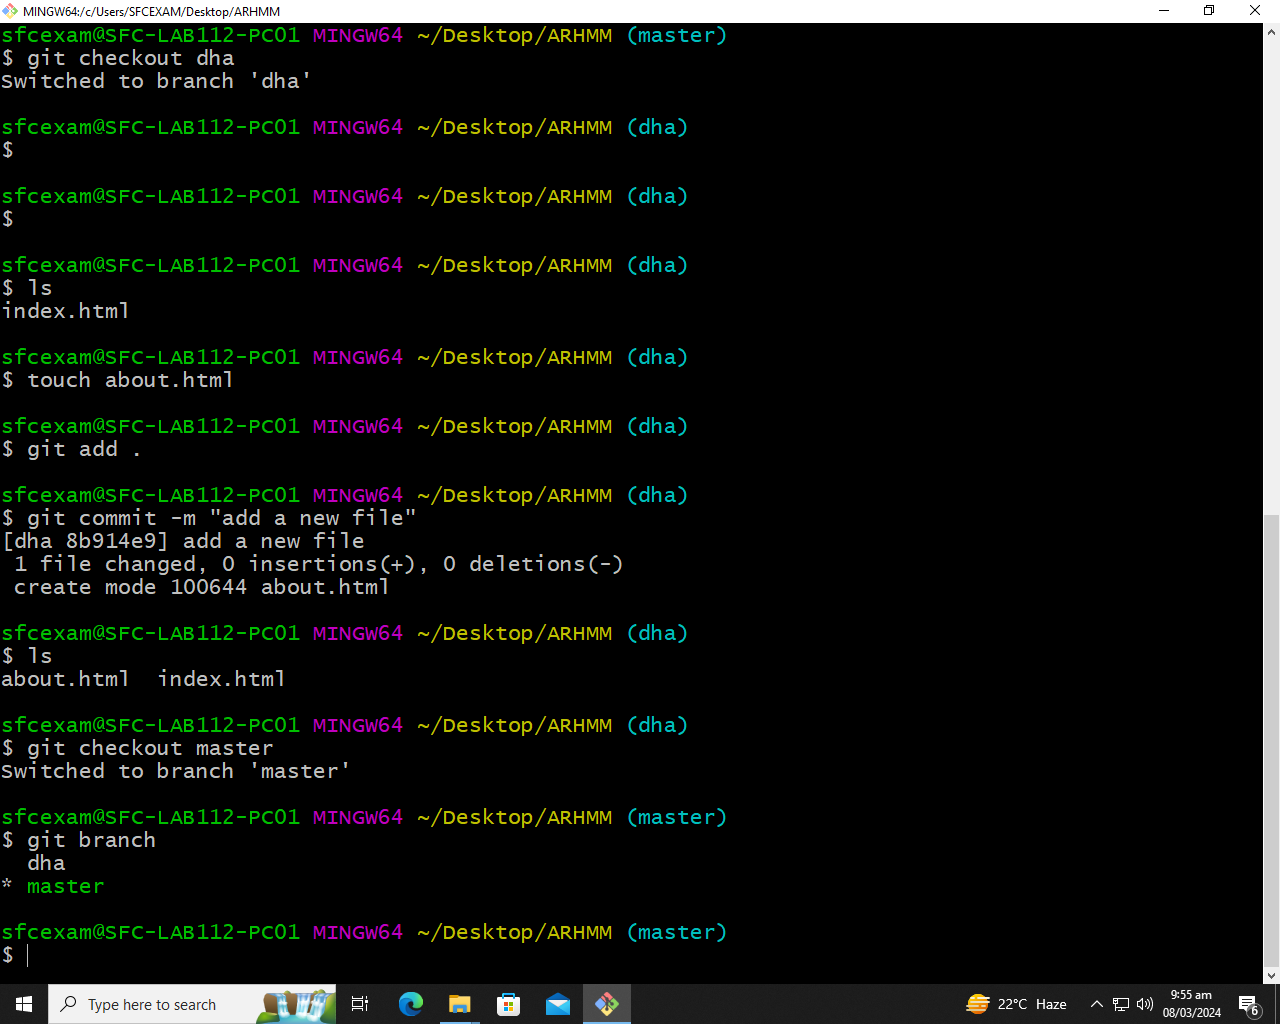 MINGW64:/c/Users/SFCEXAM/Desktop/ARHMM
sfcexam@SFC-LAB112-PC01 MINGW64 ~/Desktop/ARHMM (master)
$ git checkout dha
Switched to branch 'dha'
sfcexam@SFC-LAB112-PC01 MINGW64 ~/Desktop/ARHMM (dha)
$
sfcexam@SFC-LAB112-PC01 MINGW64 ~/Desktop/ARHMM (dha)
$
sfcexam@SFC-LAB112-PC01 MINGW64 ~/Desktop/ARHMM (dha)
$ ls
index.html
sfcexam@SFC-LAB112-PC01 MINGW64 ~/Desktop/ARHMM (dha)
$ touch about.html
sfcexam@SFC-LAB112-PC01 MINGW64 ~/Desktop/ARHMM (dha)
$ git add .
sfcexam@SFC-LAB112-PC01 MINGW64 ~/Desktop/ARHMM (dha)
$ git commit -m "add a new file"
[dha 8b914e9] add a new file
 1 file changed, 0 insertions(+), 0 deletions(-)
 create mode 100644 about.html
sfcexam@SFC-LAB112-PC01 MINGW64 ~/Desktop/ARHMM (dha)
$ ls
about.html  index.html
sfcexam@SFC-LAB112-PC01 MINGW64 ~/Desktop/ARHMM (dha)
$ git checkout master
Switched to branch 'master'
sfcexam@SFC-LAB112-PC01 MINGW64 ~/Desktop/ARHMM (master)
$ git branch
  dha
* master
sfcexam@SFC-LAB112-PC01 MINGW64 ~/Desktop/ARHMM (master)
$
Type here to search
22°C Haze
9:55 am
08/03/2024
6